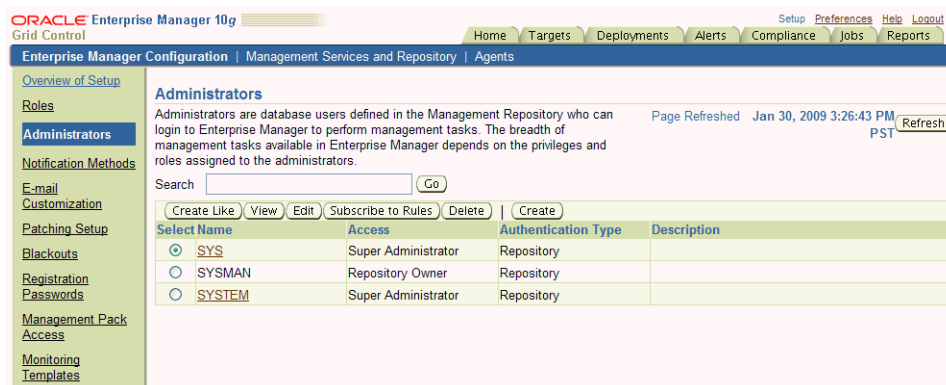 ORACLE Enterprise Manager 10g
Grid Control
Setup Preferences Help Logout
Home Targets Deployments Alerts Compliance Jobs Reports
Enterprise Manager Configuration | Management Services and Repository | Agents
Overview of Setup
Roles
Administrators
Notification Methods
E-mail
Customization
Patching Setup
Blackouts
Registration
Passwords
Management Pack
Access
Monitoring
Templates
Administrators
Administrators are database users defined in the Management Repository who can
login to Enterprise Manager to perform management tasks. The breadth of
management tasks available in Enterprise Manager depends on the privileges and
roles assigned to the administrators.
Page Refreshed Jan 30, 2009 3:26:43 PM
PST
Refresh
Search Go
Create Like View Edit Subscribe to Rules Delete | Create
Select Name Access Authentication Type Description
SYS Super Administrator Repository
SYSMAN Repository Owner Repository
SYSTEM Super Administrator Repository